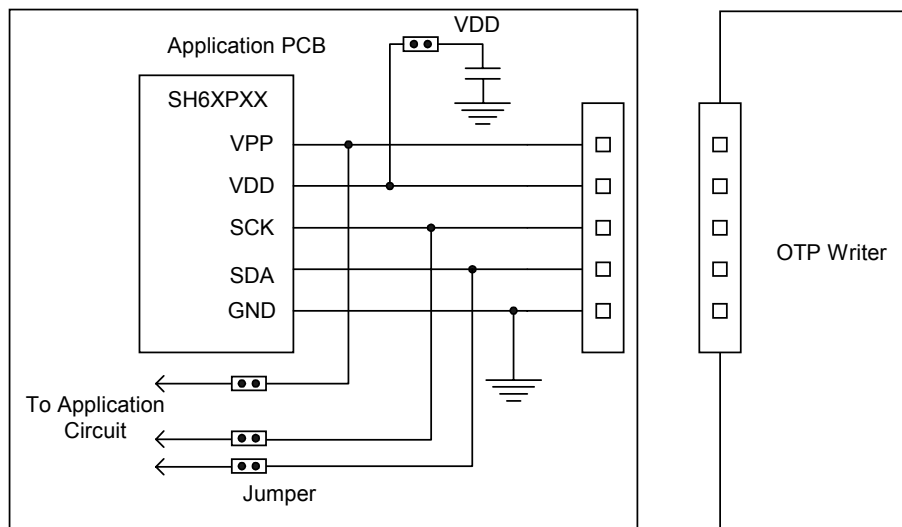 VDD
Application PCB
SH6XPXX
VPP
VDD
SCK
SDA
GND
OTP Writer
To Application
Circuit
Jumper